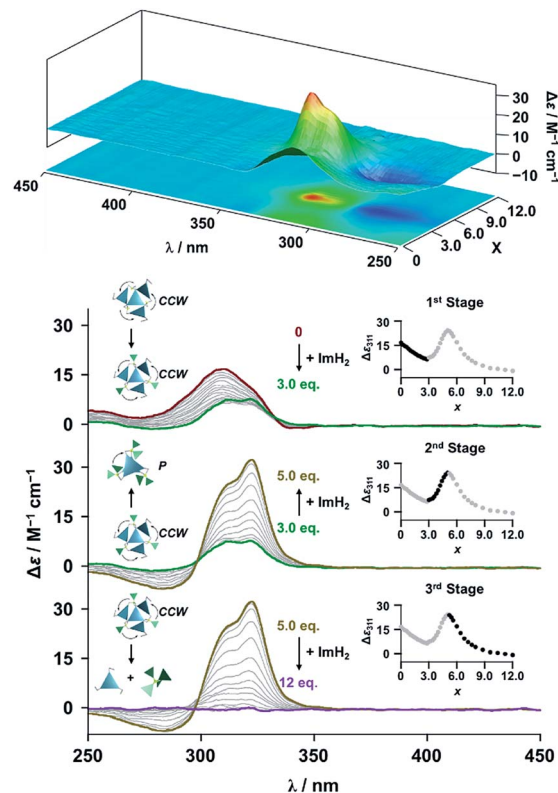 30
20
10
0
−10
Δε / M⁻¹ cm⁻¹
450
400
350
300
250
λ / nm
0
3.0
6.0
9.0
12.0
X
CCW
CCW
0
+ ImH₂
3.0 eq.
1ˢᵗ Stage
30
15
0
Δε₃₁₁
0 3.0 6.0 9.0 12.0
x
30
15
0
P
CCW
5.0 eq.
+ ImH₂
3.0 eq.
2ⁿᵈ Stage
30
15
0
Δε₃₁₁
0 3.0 6.0 9.0 12.0
x
30
15
0
Δε / M⁻¹ cm⁻¹
CCW
+
5.0 eq.
+ ImH₂
12 eq.
3ʳᵈ Stage
30
15
0
Δε₃₁₁
0 3.0 6.0 9.0 12.0
x
30
15
0
250 300 350 400 450
λ / nm